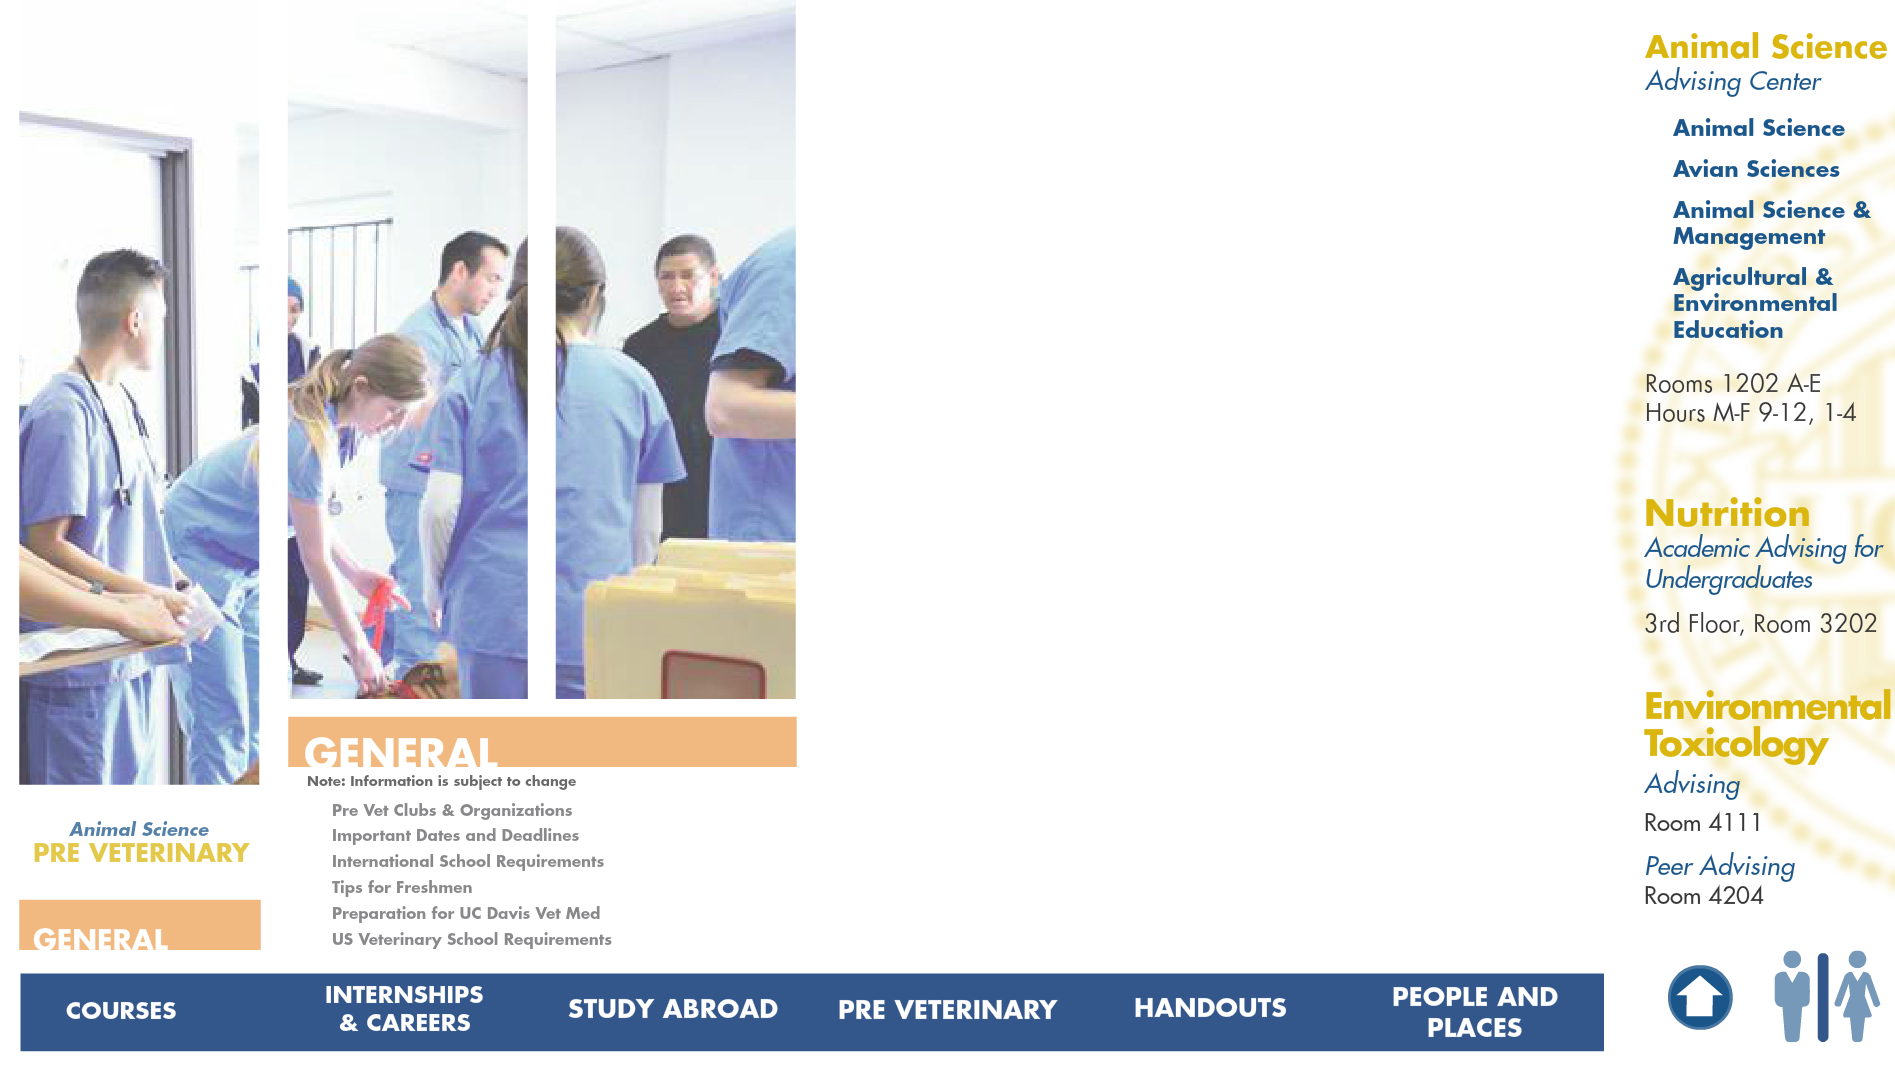 Animal Science
PRE VETERINARY
GENERAL
GENERAL
Note: Information is subject to change
Pre Vet Clubs & Organizations
Important Dates and Deadlines
International School Requirements
Tips for Freshmen
Preparation for UC Davis Vet Med
US Veterinary School Requirements
Animal Science
Advising Center
Animal Science
Avian Sciences
Animal Science &
Management
Agricultural &
Environmental
Education
Rooms 1202 A-E
Hours M-F 9-12, 1-4
Nutrition
Academic Advising for
Undergraduates
3rd Floor, Room 3202
Environmental
Toxicology
Advising
Room 4111
Peer Advising
Room 4204
COURSES
INTERNSHIPS
& CAREERS
STUDY ABROAD
PRE VETERINARY
HANDOUTS
PEOPLE AND
PLACES